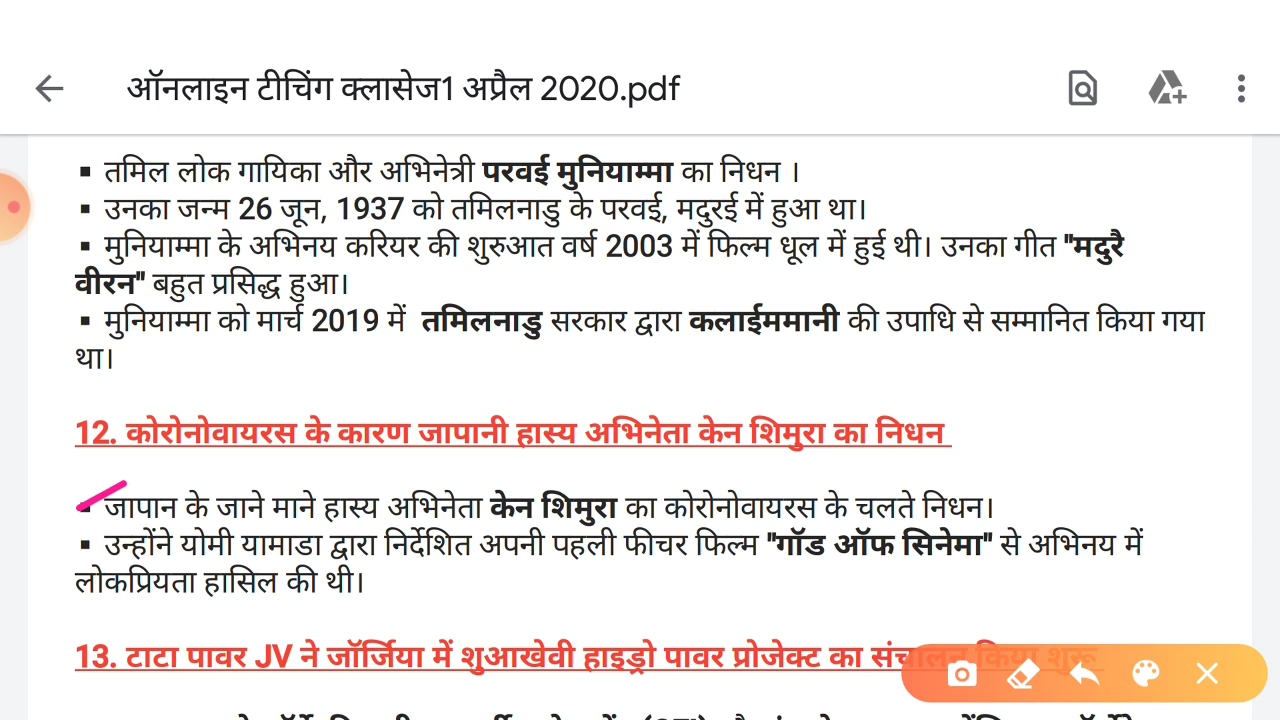 ऑनलाइन टीचिंग क्लासेज1 अप्रैल 2020.pdf
▪ तमिल लोक गायिका और अभिनेत्री परवई मुनियाम्मा का निधन ।
▪ उनका जन्म 26 जून, 1937 को तमिलनाडु के परवई, मदुरई में हुआ था।
▪ मुनियाम्मा के अभिनय करियर की शुरुआत वर्ष 2003 में फिल्म धूल में हुई थी। उनका गीत "मदुरै
वीरन" बहुत प्रसिद्ध हुआ।
▪ मुनियाम्मा को मार्च 2019 में तमिलनाडु सरकार द्वारा कलाईममानी की उपाधि से सम्मानित किया गया
था।
12. कोरोनोवायरस के कारण जापानी हास्य अभिनेता केन शिमुरा का निधन
▪ जापान के जाने माने हास्य अभिनेता केन शिमुरा का कोरोनोवायरस के चलते निधन।
▪ उन्होंने योमी यामाडा द्वारा निर्देशित अपनी पहली फीचर फिल्म "गॉड ऑफ सिनेमा" से अभिनय में
लोकप्रियता हासिल की थी।
13. टाटा पावर JV ने जॉर्जिया में शुआखेवी हाइड्रो पावर प्रोजेक्ट का संचालन किया शुरू